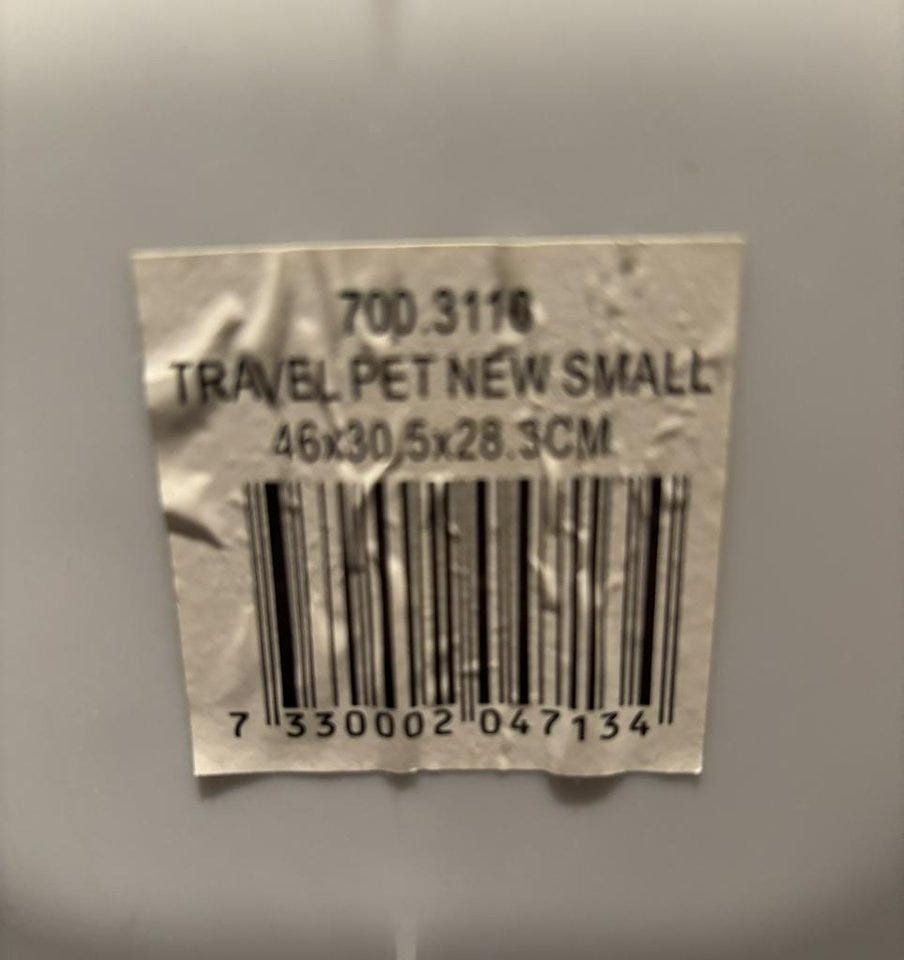 700.3116
TRAVEL PET NEW SMALL
46x30,5x28.3CM
7 330002 047134